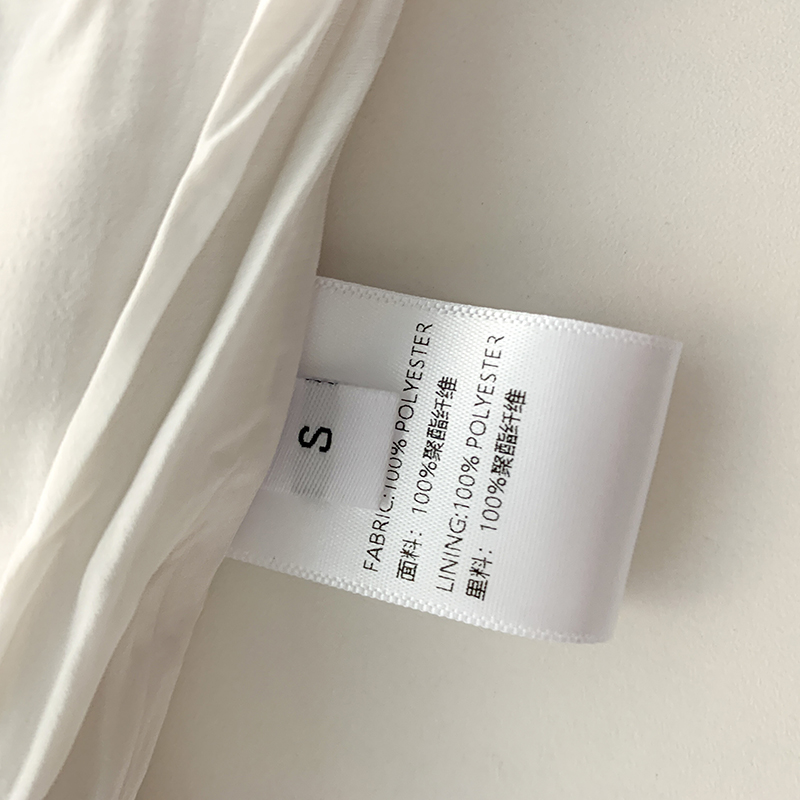 S
FABRIC:100% POLYESTER
面料：100%聚酯纤维
LINING:100% POLYESTER
里料：100%聚酯纤维